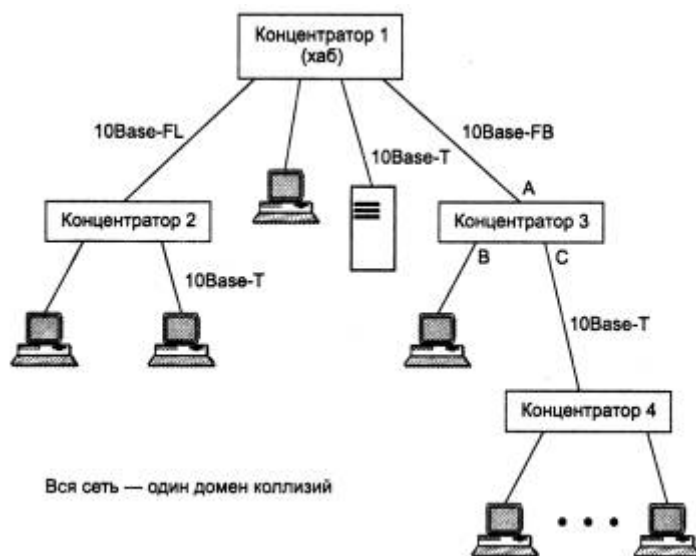 Концентратор 1
(хаб)
10Base-FL
10Base-FB
10Base-T
A
Концентратор 2
Концентратор 3
B
C
10Base-T
10Base-T
Концентратор 4
Вся сеть — один домен коллизий